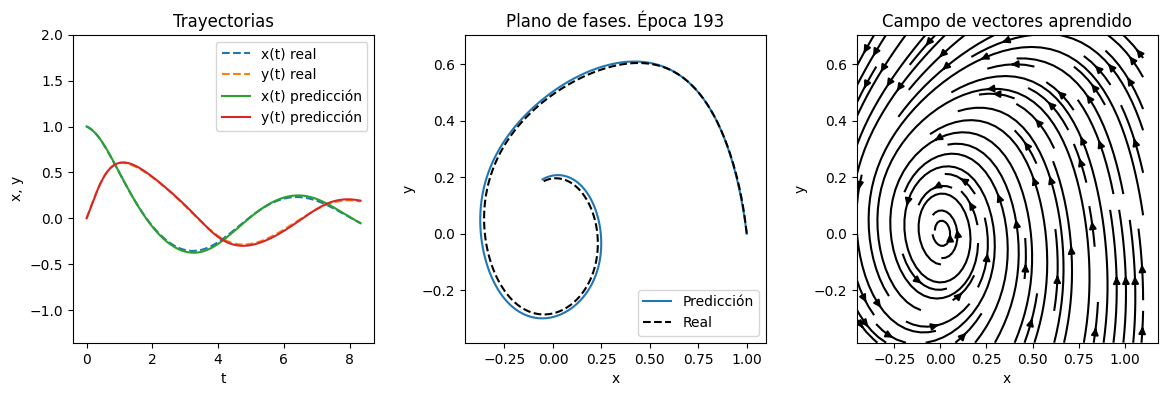 Trayectorias
2.0
1.5
1.0
0.5
0.0
−0.5
−1.0
x, y
0
2
4
6
8
t
x(t) real
y(t) real
x(t) predicción
y(t) predicción
Plano de fases. Época 193
0.6
0.4
0.2
0.0
−0.2
y
−0.25
0.00
0.25
0.50
0.75
1.00
x
Predicción
Real
Campo de vectores aprendido
0.6
0.4
0.2
0.0
−0.2
y
−0.25
0.00
0.25
0.50
0.75
1.00
x